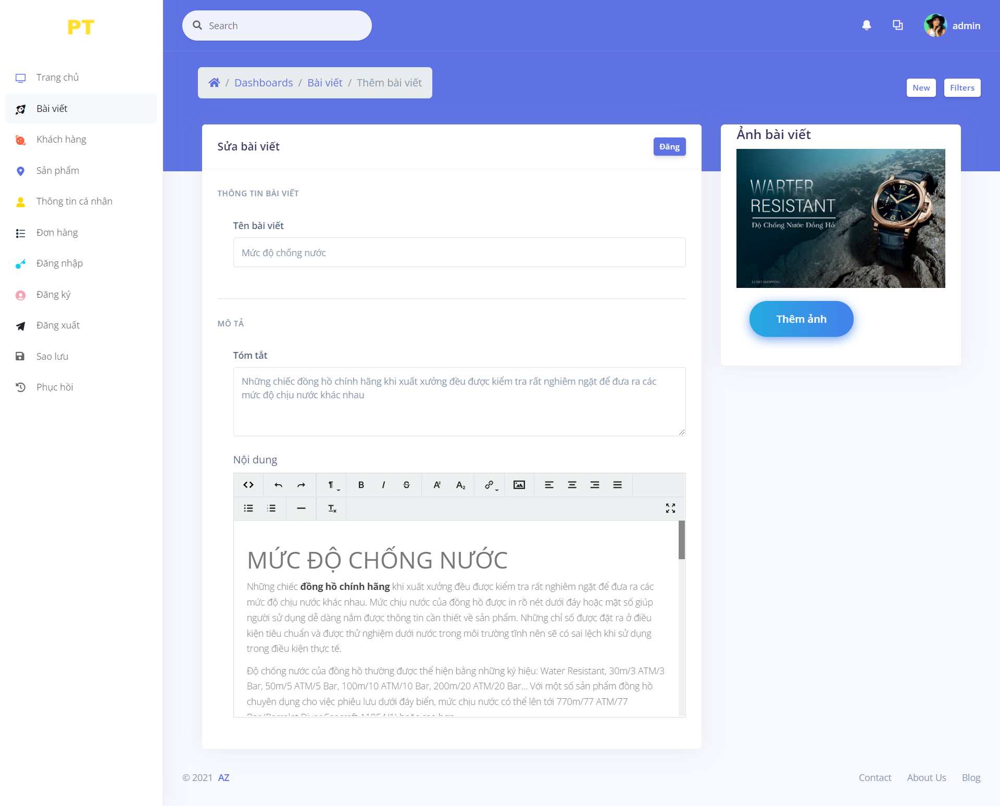 PT
Trang chủ
Bài viết
Khách hàng
Sản phẩm
Thông tin cá nhân
Đơn hàng
Đăng nhập
Đăng ký
Đăng xuất
Sao lưu
Phục hồi
Search
admin
/ Dashboards / Bài viết / Thêm bài viết
New
Filters
Sửa bài viết
Đăng
THÔNG TIN BÀI VIẾT
Tên bài viết
Mức độ chống nước
MÔ TẢ
Tóm tắt
Những chiếc đồng hồ chính hãng khi xuất xưởng đều được kiểm tra rất nghiêm ngặt để đưa ra các
mức độ chịu nước khác nhau
Nội dung
MỨC ĐỘ CHỐNG NƯỚC
Những chiếc đồng hồ chính hãng khi xuất xưởng đều được kiểm tra rất nghiêm ngặt để đưa ra các
mức độ chịu nước khác nhau. Mức chịu nước của đồng hồ được in rõ nét dưới đáy hoặc mặt số giúp
người sử dụng dễ dàng nắm được thông tin cần thiết về sản phẩm. Những chỉ số được đặt ra ở điều
kiện tiêu chuẩn và được thử nghiệm dưới nước trong môi trường tĩnh nên sẽ có sai lệch khi sử dụng
trong điều kiện thực tế.
Độ chống nước của đồng hồ thường được thể hiện bằng những ký hiệu: Water Resistant, 30m/3 ATM/3
Bar, 50m/5 ATM/5 Bar, 100m/10 ATM/10 Bar, 200m/20 ATM/20 Bar... Với một số sản phẩm đồng hồ
chuyên dụng cho việc phiêu lưu dưới đáy biển, mức chịu nước có thể lên tới 770m/77 ATM/77
Ảnh bài viết
WARTER
RESISTANT
Độ Chống Nước Đồng Hồ
LUXRY SHOPPING
12
6
Thêm ảnh
© 2021 AZ
Contact
About Us
Blog